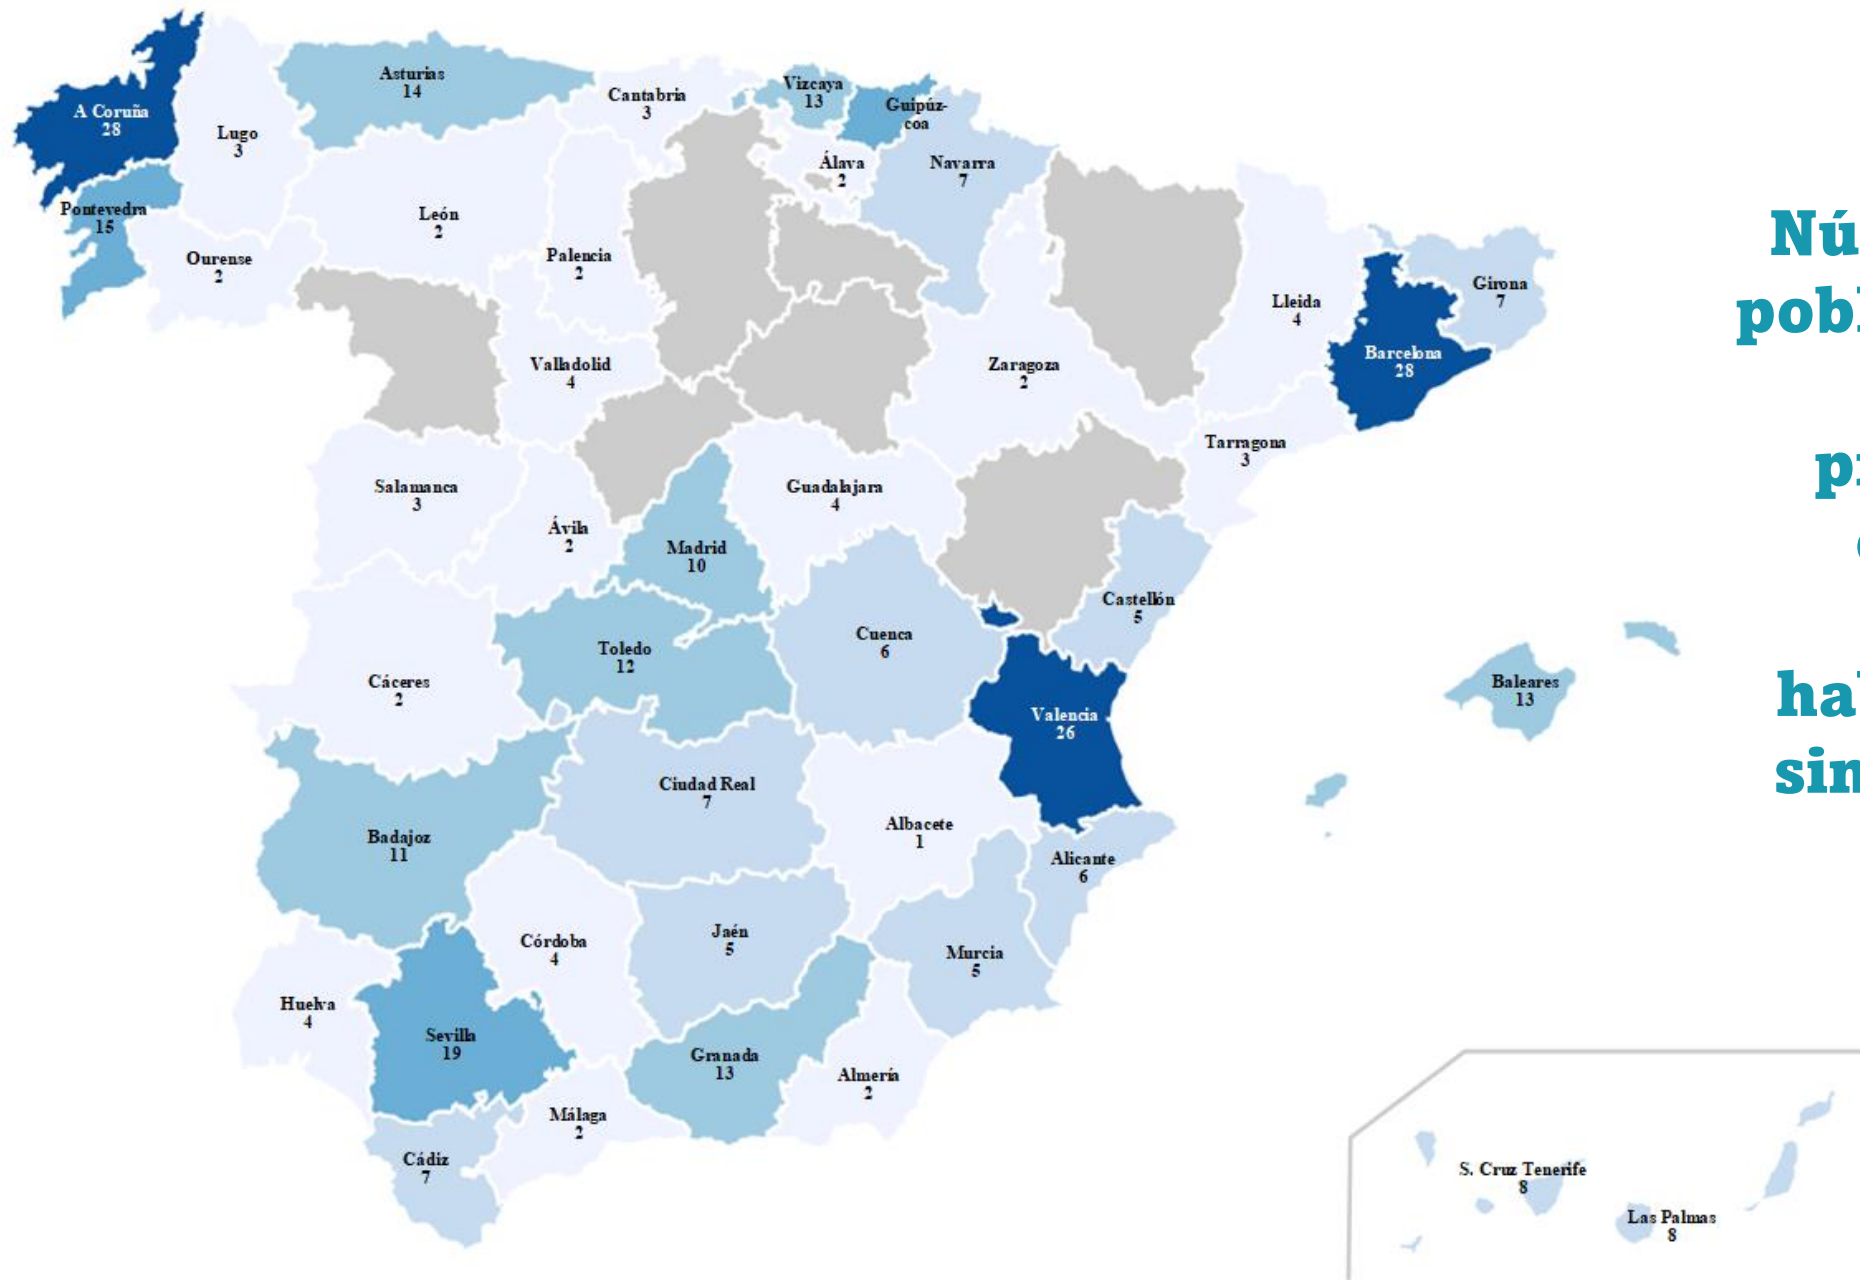 A Coruña
28
Lugo
3
Asturias
14
Cantabria
3
Vizcaya
13
Guipúz-
coa
Álava
2
Navarra
7
Pontevedra
15
Ourense
2
León
2
Palencia
2
Lleida
4
Girona
7
Barcelona
28
Valladolid
4
Zaragoza
2
Tarragona
3
Salamanca
3
Ávila
2
Madrid
10
Guadalajara
4
Castellón
5
Cáceres
2
Toledo
12
Cuenca
6
Valencia
26
Baleares
13
Badajoz
11
Ciudad Real
7
Albacete
1
Alicante
6
Huelva
4
Córdoba
4
Jaén
5
Murcia
5
Sevilla
19
Granada
13
Almería
2
Málaga
2
Cádiz
7
S. Cruz Tenerife
8
Las Palmas
8
Nú
pob
p
ha
sin